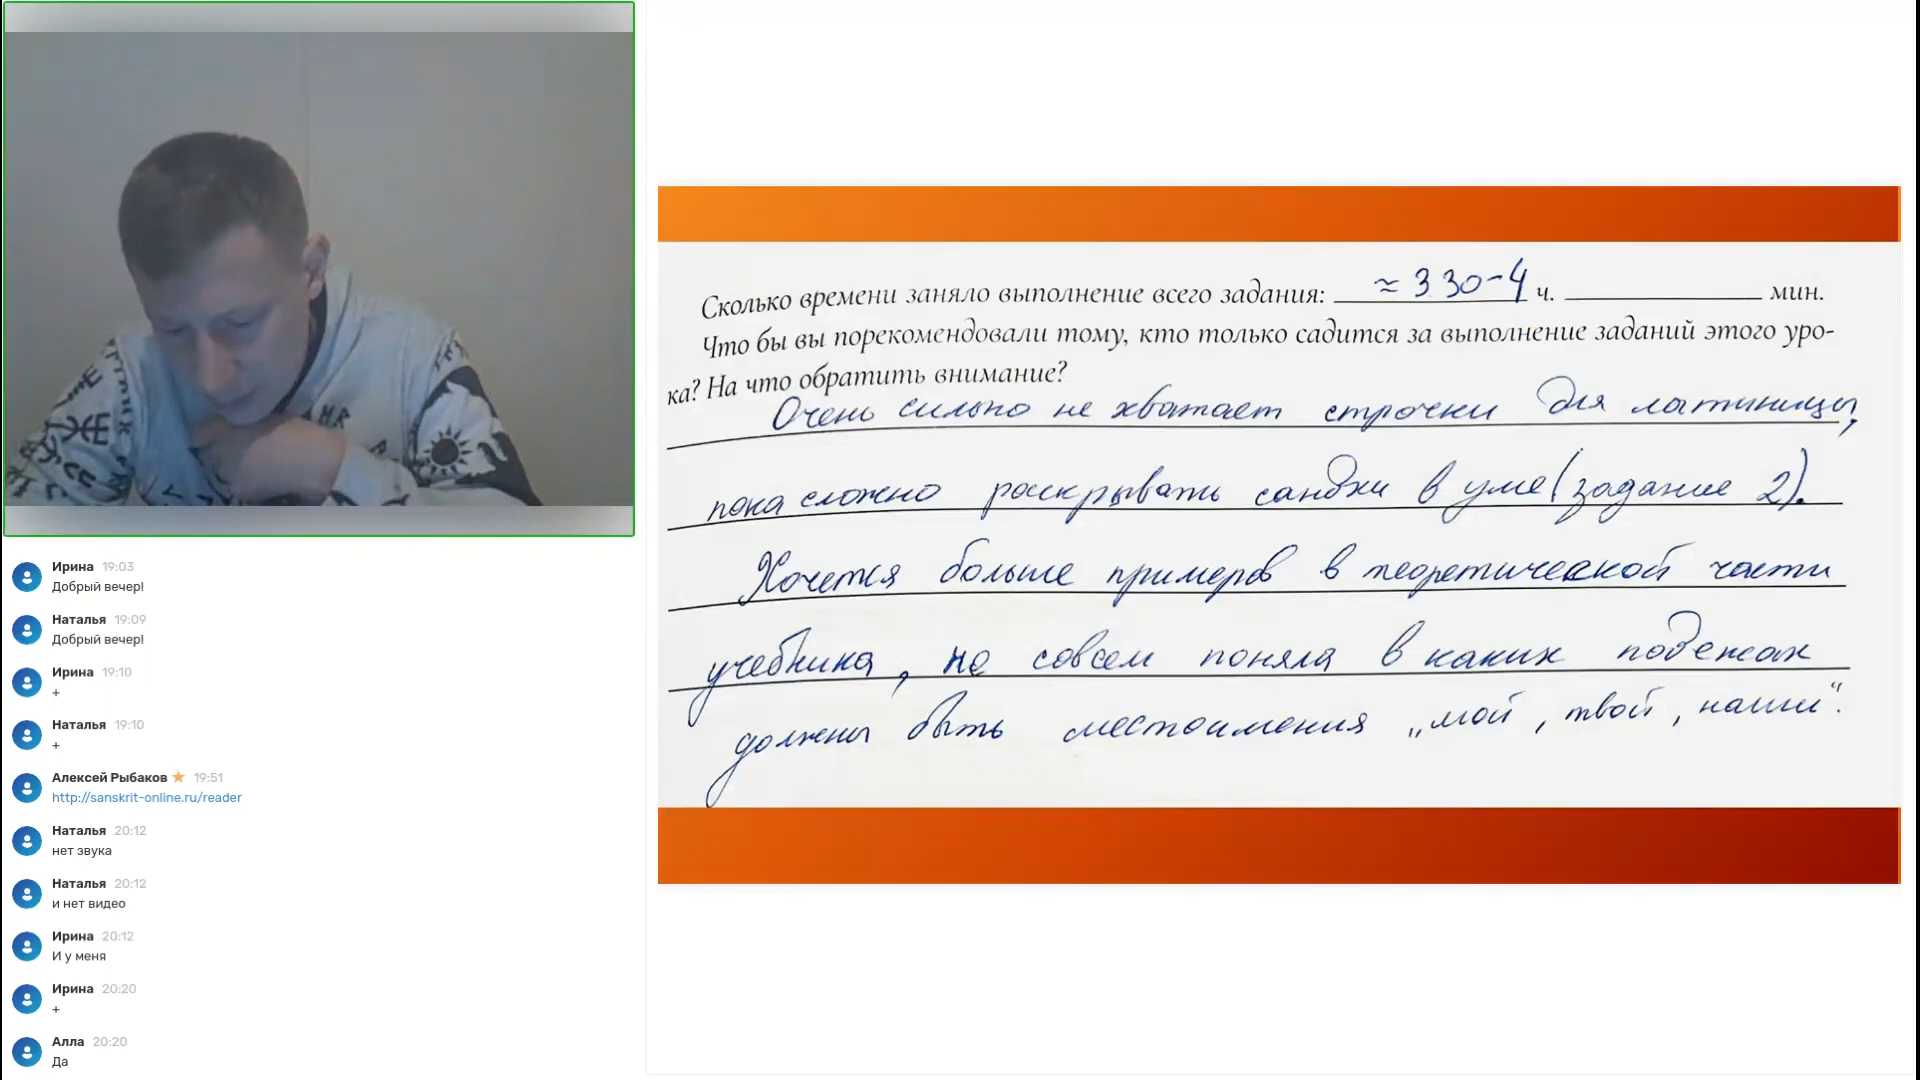 Ирина 19:03
Добрый вечер!
Наталья 19:09
Добрый вечер!
Ирина 19:10
+
Наталья 19:10
+
Алексей Рыбаков 19:51
http://sanskrit-online.ru/reader
Наталья 20:12
нет звука
Наталья 20:12
и нет видео
Ирина 20:12
И у меня
Ирина 20:20
+
Алла 20:20
Да
Сколько времени заняло выполнение всего задания: ≈ 3.30-4 ч. мин.
Что бы вы порекомендовали тому, кто только садится за выполнение заданий этого уро-
ка? На что обратить внимание?
Очень сильно не хватает строчки для латиницы,
пока сложно раскрывать сандхи в уме (задание 2).
Хочется больше примеров в теоретической части
учебника, не совсем поняла в каких падежах
должны быть местоимения „мой, твой, наши“.